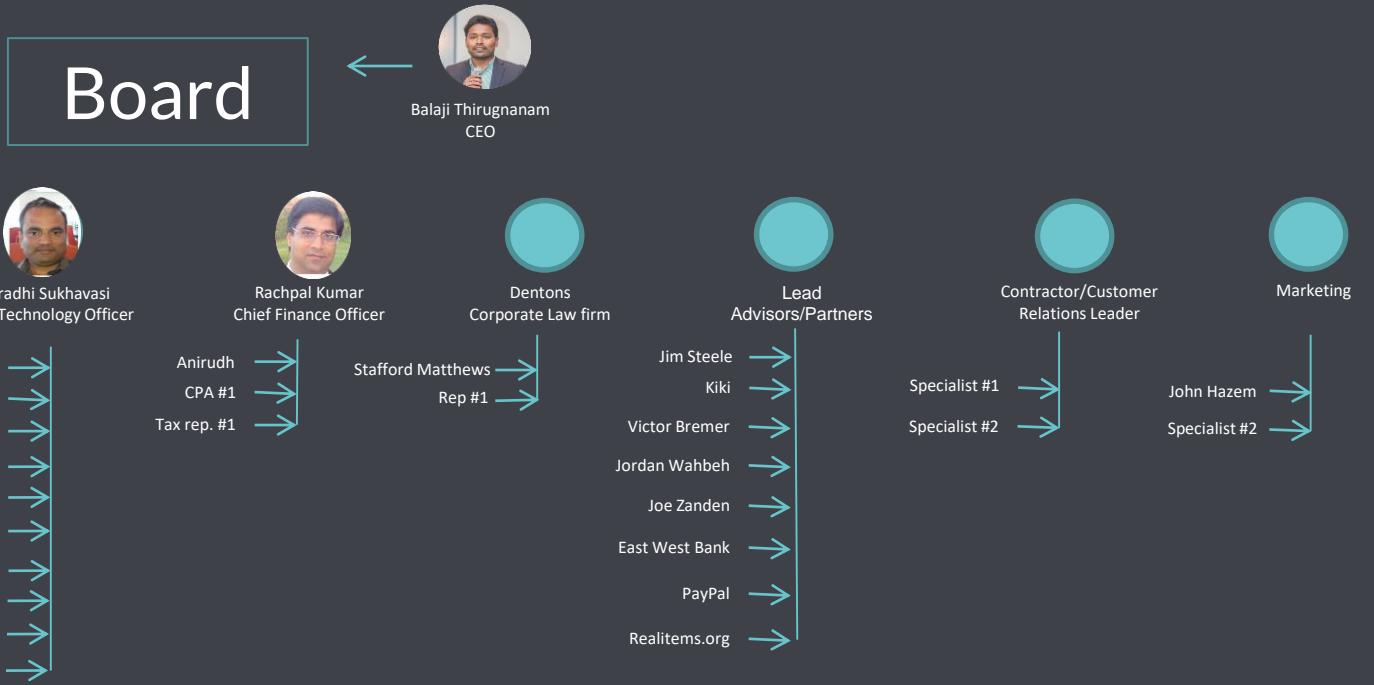 Board
Balaji Thirugnanam
CEO
radhi Sukhavasi
Technology Officer
Rachpal Kumar
Chief Finance Officer
Anirudh
CPA #1
Tax rep. #1
Dentons
Corporate Law firm
Stafford Matthews
Rep #1
Lead
Advisors/Partners
Jim Steele
Kiki
Victor Bremer
Jordan Wahbeh
Joe Zanden
East West Bank
PayPal
Realitems.org
Contractor/Customer
Relations Leader
Specialist #1
Specialist #2
Marketing
John Hazem
Specialist #2